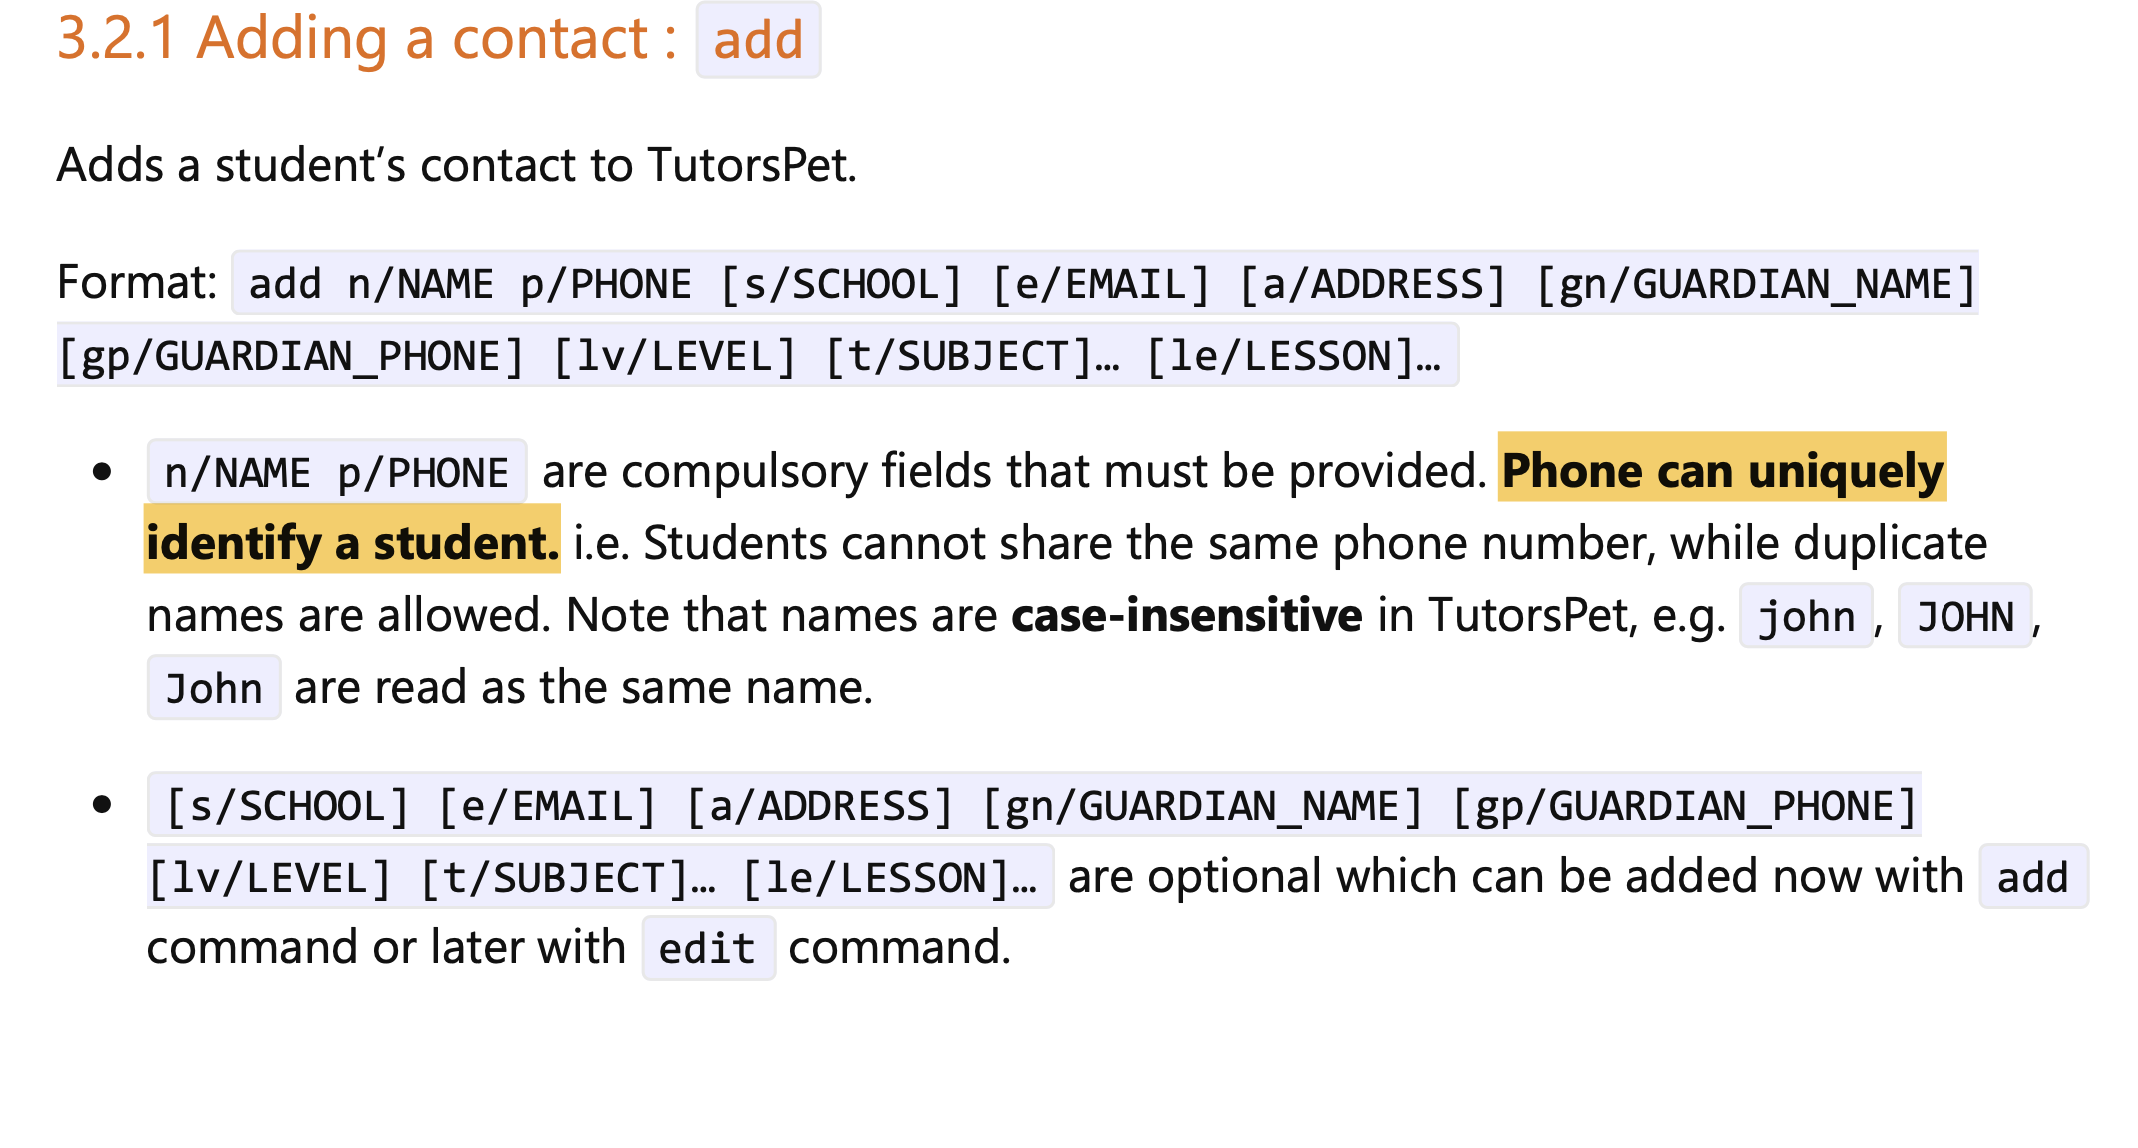 3.2.1 Adding a contact : add
Adds a student’s contact to TutorsPet.
Format: add n/NAME p/PHONE [s/SCHOOL] [e/EMAIL] [a/ADDRESS] [gn/GUARDIAN_NAME]
[gp/GUARDIAN_PHONE] [lv/LEVEL] [t/SUBJECT]… [le/LESSON]…
• n/NAME p/PHONE are compulsory fields that must be provided. Phone can uniquely
identify a student. i.e. Students cannot share the same phone number, while duplicate
names are allowed. Note that names are case-insensitive in TutorsPet, e.g. john, JOHN,
John are read as the same name.
• [s/SCHOOL] [e/EMAIL] [a/ADDRESS] [gn/GUARDIAN_NAME] [gp/GUARDIAN_PHONE]
[lv/LEVEL] [t/SUBJECT]… [le/LESSON]… are optional which can be added now with add
command or later with edit command.